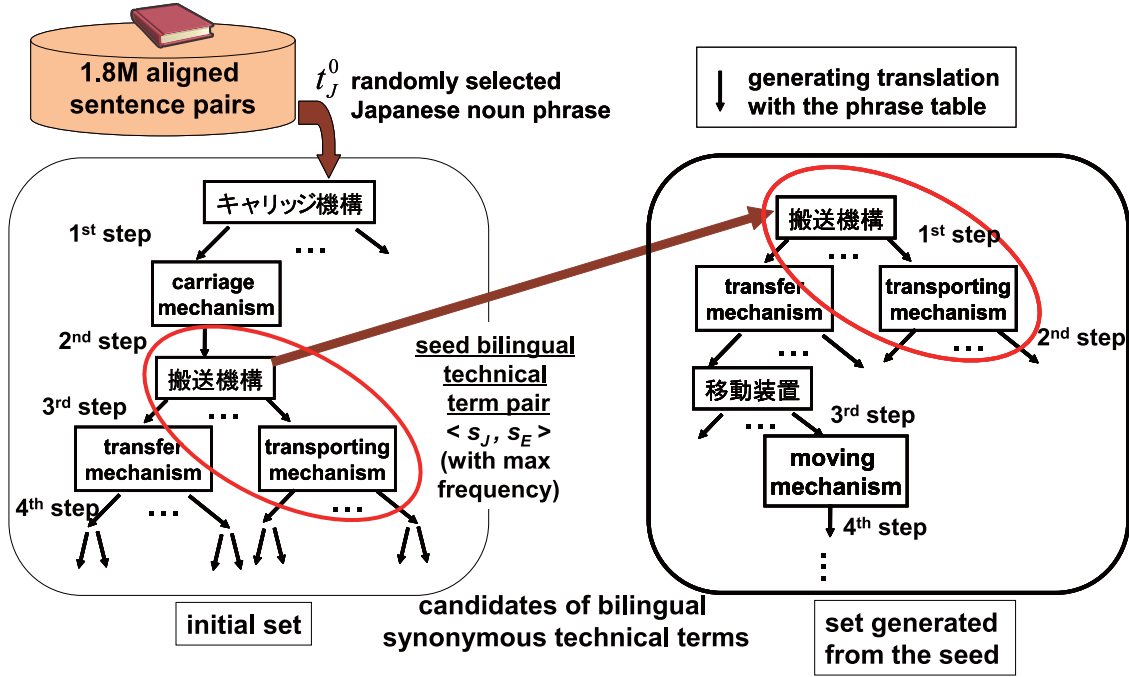 1.8M aligned
sentence pairs
t_J^0 randomly selected
Japanese noun phrase
generating translation
with the phrase table
キャリッジ機構
1st step
...
carriage
mechanism
2nd step
搬送機構
3rd step
...
transfer
mechanism
transporting
mechanism
4th step
...
...
initial set
seed bilingual
technical
term pair
< s_J, s_E >
(with max
frequency)
candidates of bilingual
synonymous technical terms
搬送機構
1st step
...
transfer
mechanism
transporting
mechanism
2nd step
...
...
移動装置
3rd step
...
moving
mechanism
4th step
...
set generated
from the seed